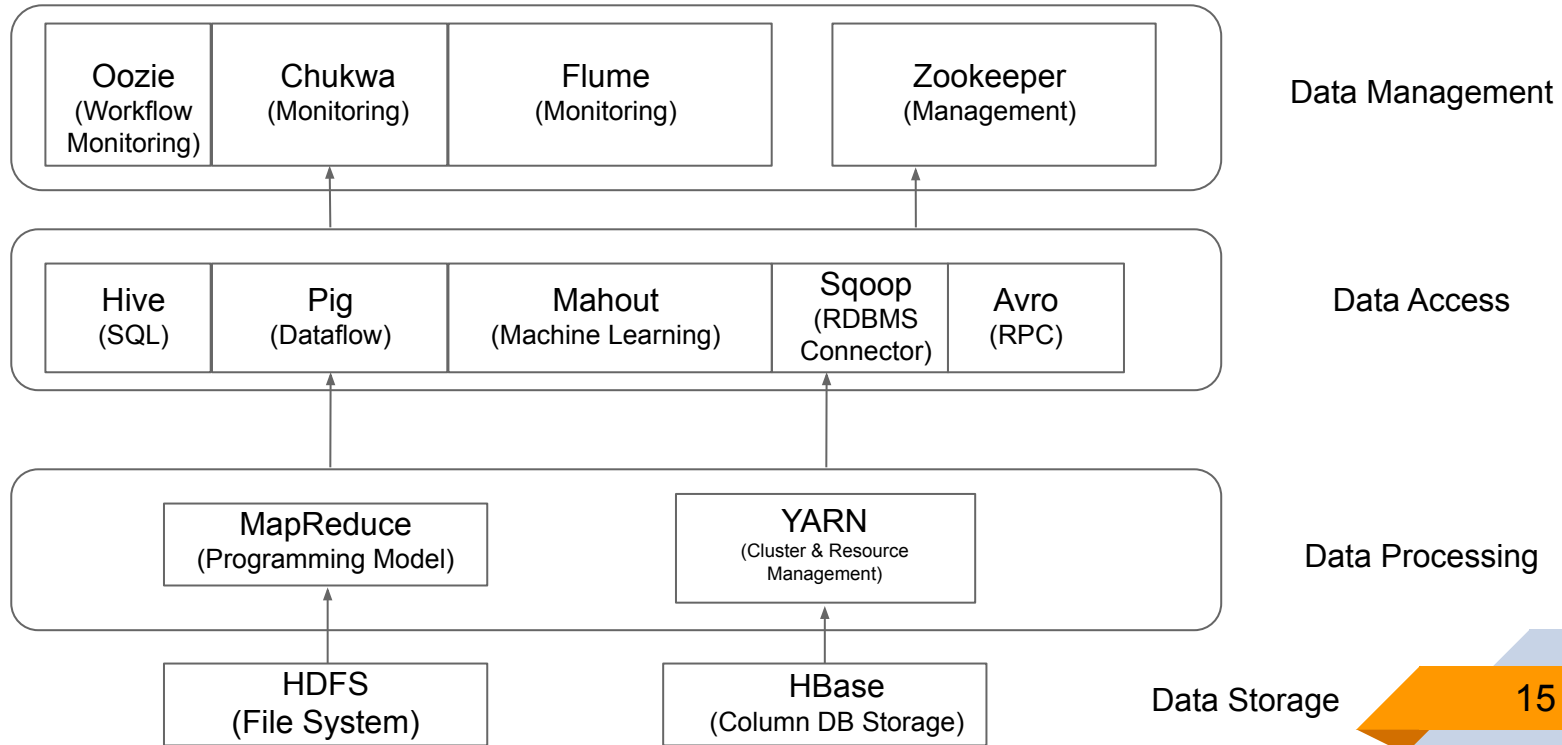 Oozie
(Workflow
Monitoring)
Chukwa
(Monitoring)
Flume
(Monitoring)
Zookeeper
(Management)
Data Management
Hive
(SQL)
Pig
(Dataflow)
Mahout
(Machine Learning)
Sqoop
(RDBMS
Connector)
Avro
(RPC)
Data Access
MapReduce
(Programming Model)
YARN
(Cluster & Resource
Management)
Data Processing
HDFS
(File System)
HBase
(Column DB Storage)
Data Storage
15